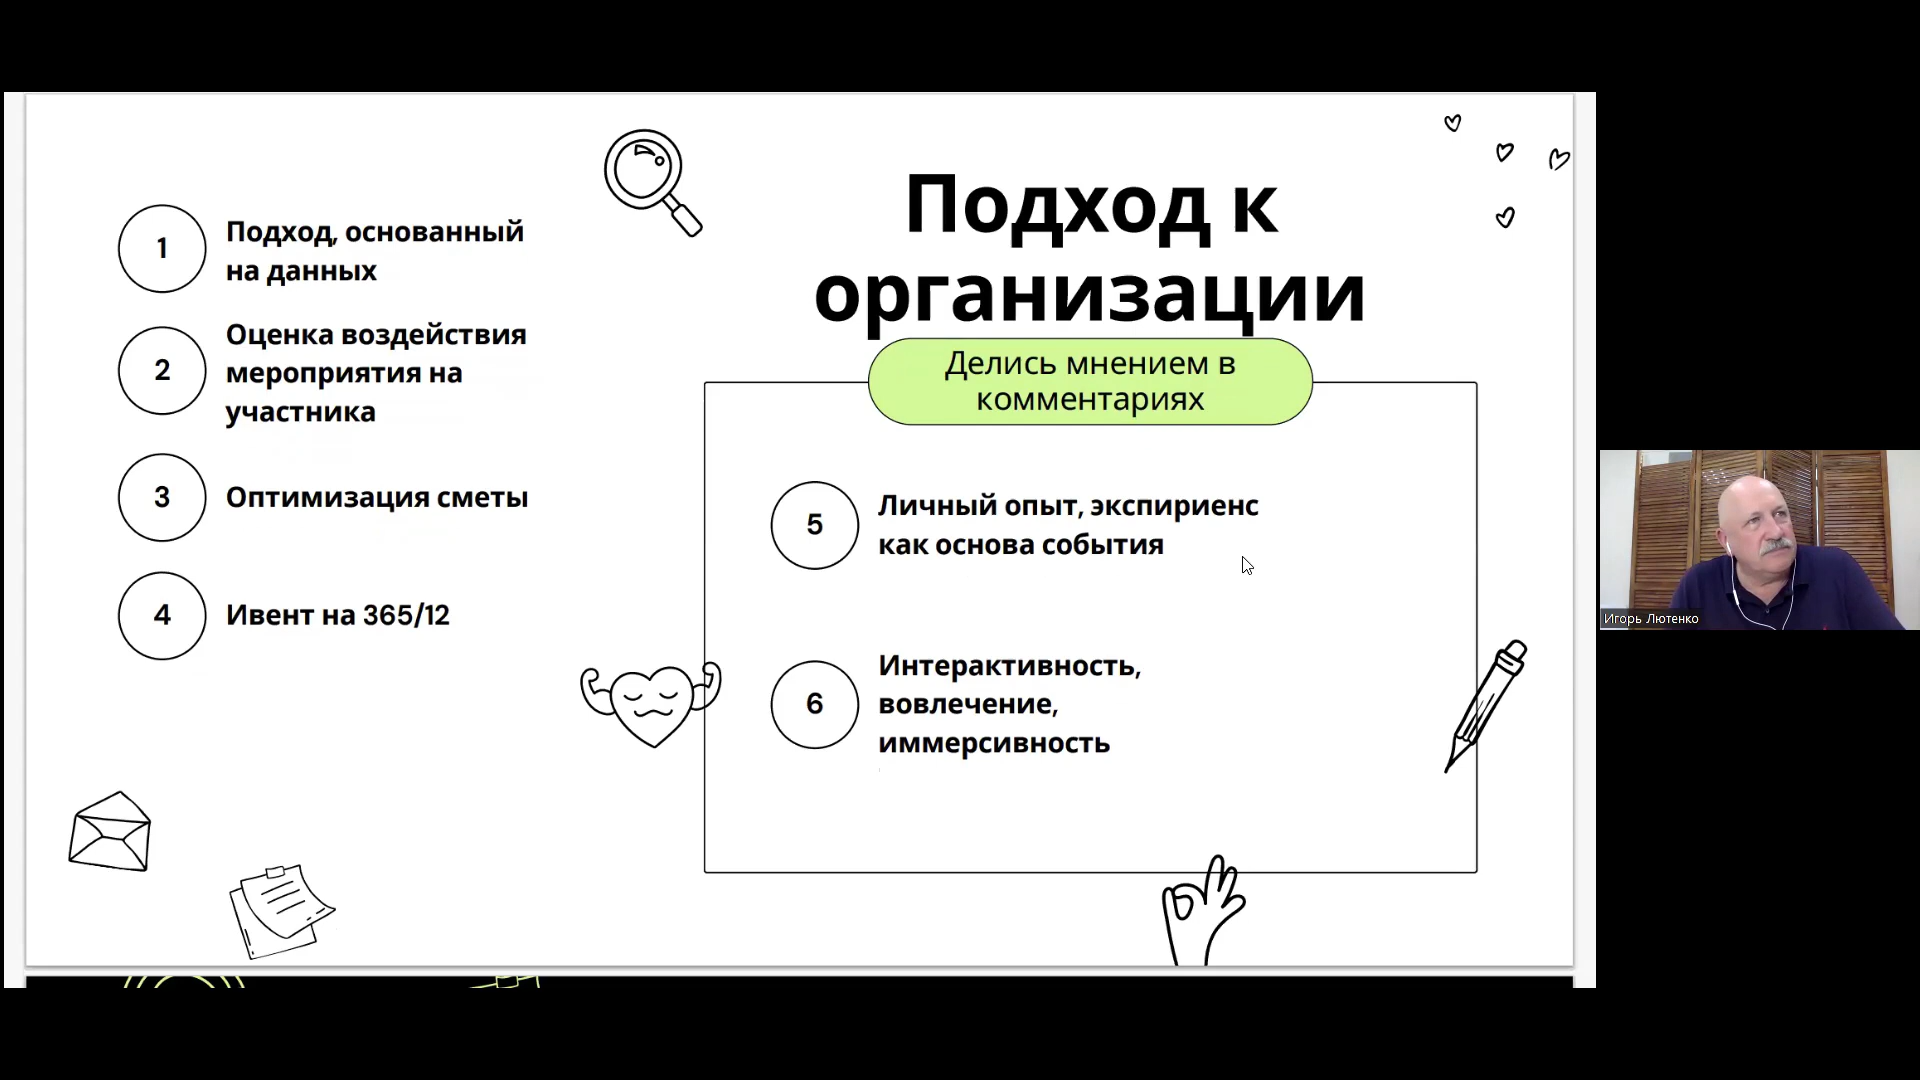 Подход к
организации
Делись мнением в
комментариях
1
Подход, основанный
на данных
2
Оценка воздействия
мероприятия на
участника
3
Оптимизация сметы
4
Ивент на 365/12
5
Личный опыт, экспириенс
как основа события
6
Интерактивность,
вовлечение,
иммерсивность
Игорь Лютенко